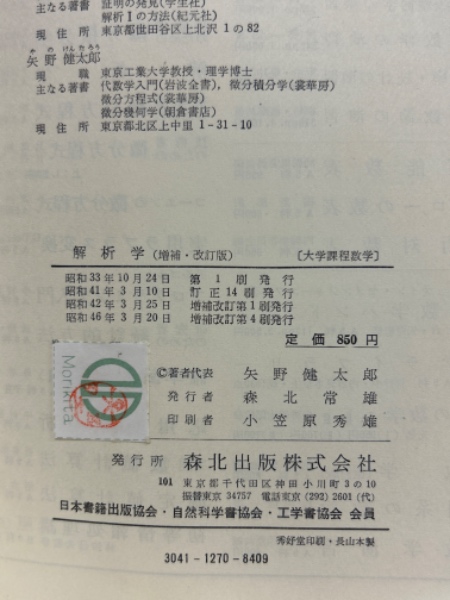 主なる著書 証明の発見(学生社)
解析Ⅰの方法(紀元社)
現住所 東京都世田谷区上北沢1の82
やのけんたろう
矢野健太郎
現職 東京工業大学教授・理学博士
主なる著書 代数学入門(岩波全書), 微分積分学(裳華房)
微分方程式(裳華房)
微分幾何学(朝倉書店)
現住所 東京都北区上中里1-31-10
解析学(増補・改訂版) 〔大学課程数学〕
昭和33年10月24日 第1刷発行
昭和41年3月10日 訂正14刷発行
昭和42年3月25日 増補改訂第1刷発行
昭和46年3月20日 増補改訂第4刷発行
定価 850円
©著者代表 矢野健太郎
発行者 森北常雄
印刷者 小笠原秀雄
Morikita
発行所 森北出版株式会社
101 東京都千代田区神田小川町3の10
振替東京34757 電話東京(292)2601(代)
日本書籍出版協会・自然科学書協会・工学書協会 会員
秀好堂印刷・長山本製
3041-1270-8409